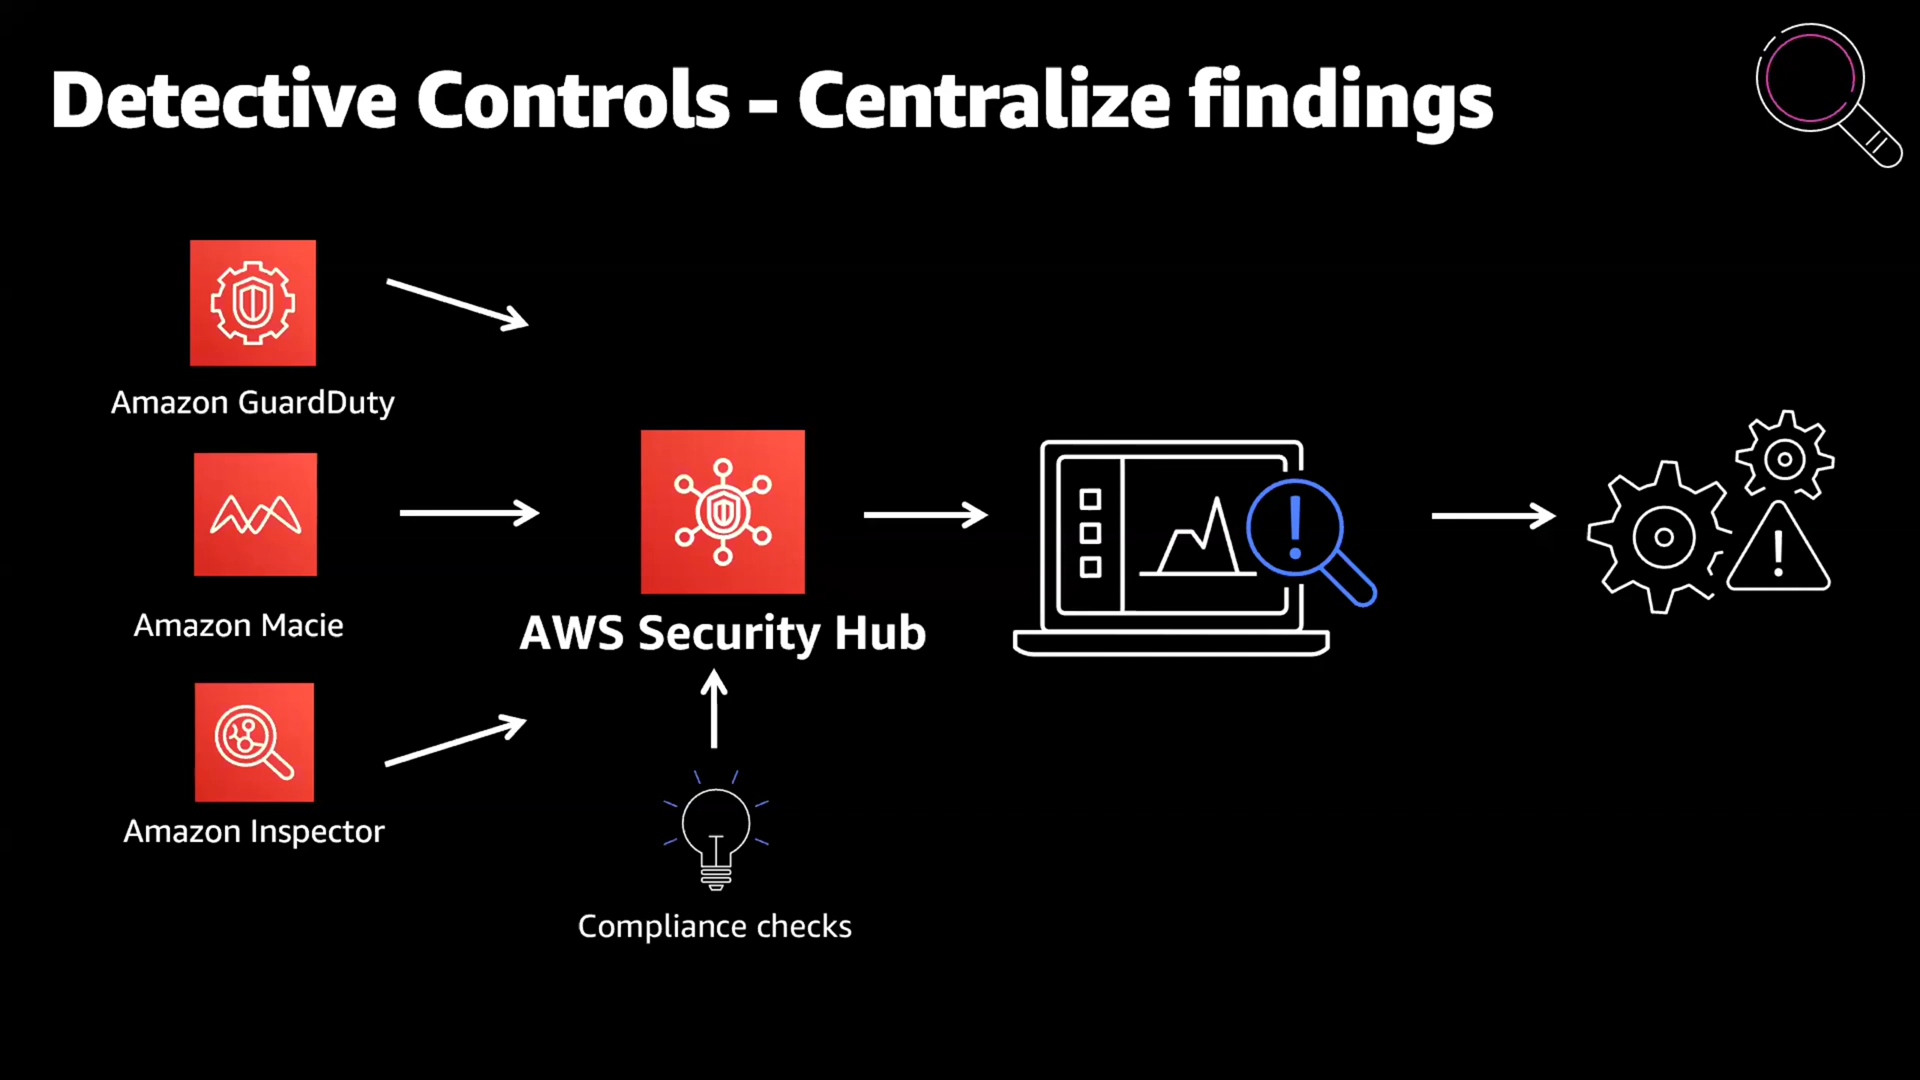 Detective Controls - Centralize findings
Amazon GuardDuty
Amazon Macie
AWS Security Hub
Amazon Inspector
Compliance checks